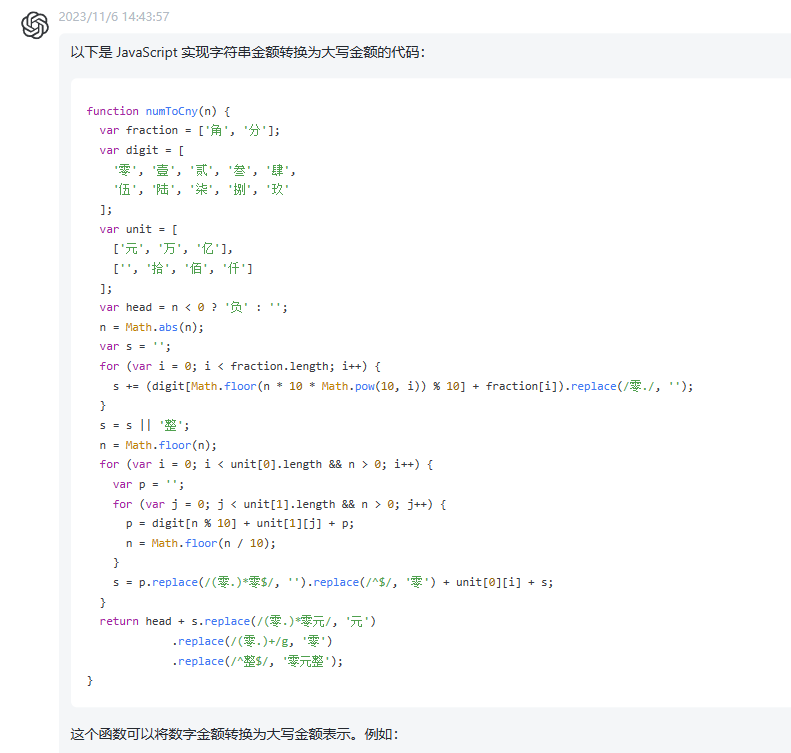 2023/11/6 14:43:57
以下是 JavaScript 实现字符串金额转换为大写金额的代码：
function numToCny(n) {
  var fraction = ['角', '分'];
  var digit = [
    '零', '壹', '贰', '叁', '肆',
    '伍', '陆', '柒', '捌', '玖'
  ];
  var unit = [
    ['元', '万', '亿'],
    ['', '拾', '佰', '仟']
  ];
  var head = n < 0 ? '负' : '';
  n = Math.abs(n);
  var s = '';
  for (var i = 0; i < fraction.length; i++) {
    s += (digit[Math.floor(n * 10 * Math.pow(10, i)) % 10] + fraction[i]).replace(/零./, '');
  }
  s = s || '整';
  n = Math.floor(n);
  for (var i = 0; i < unit[0].length && n > 0; i++) {
    var p = '';
    for (var j = 0; j < unit[1].length && n > 0; j++) {
      p = digit[n % 10] + unit[1][j] + p;
      n = Math.floor(n / 10);
    }
    s = p.replace(/(零.)*零$/, '').replace(/^$/, '零') + unit[0][i] + s;
  }
  return head + s.replace(/(零.)*零元/, '元')
             .replace(/(零.)+/g, '零')
             .replace(/^整$/, '零元整');
}
这个函数可以将数字金额转换为大写金额表示。例如：